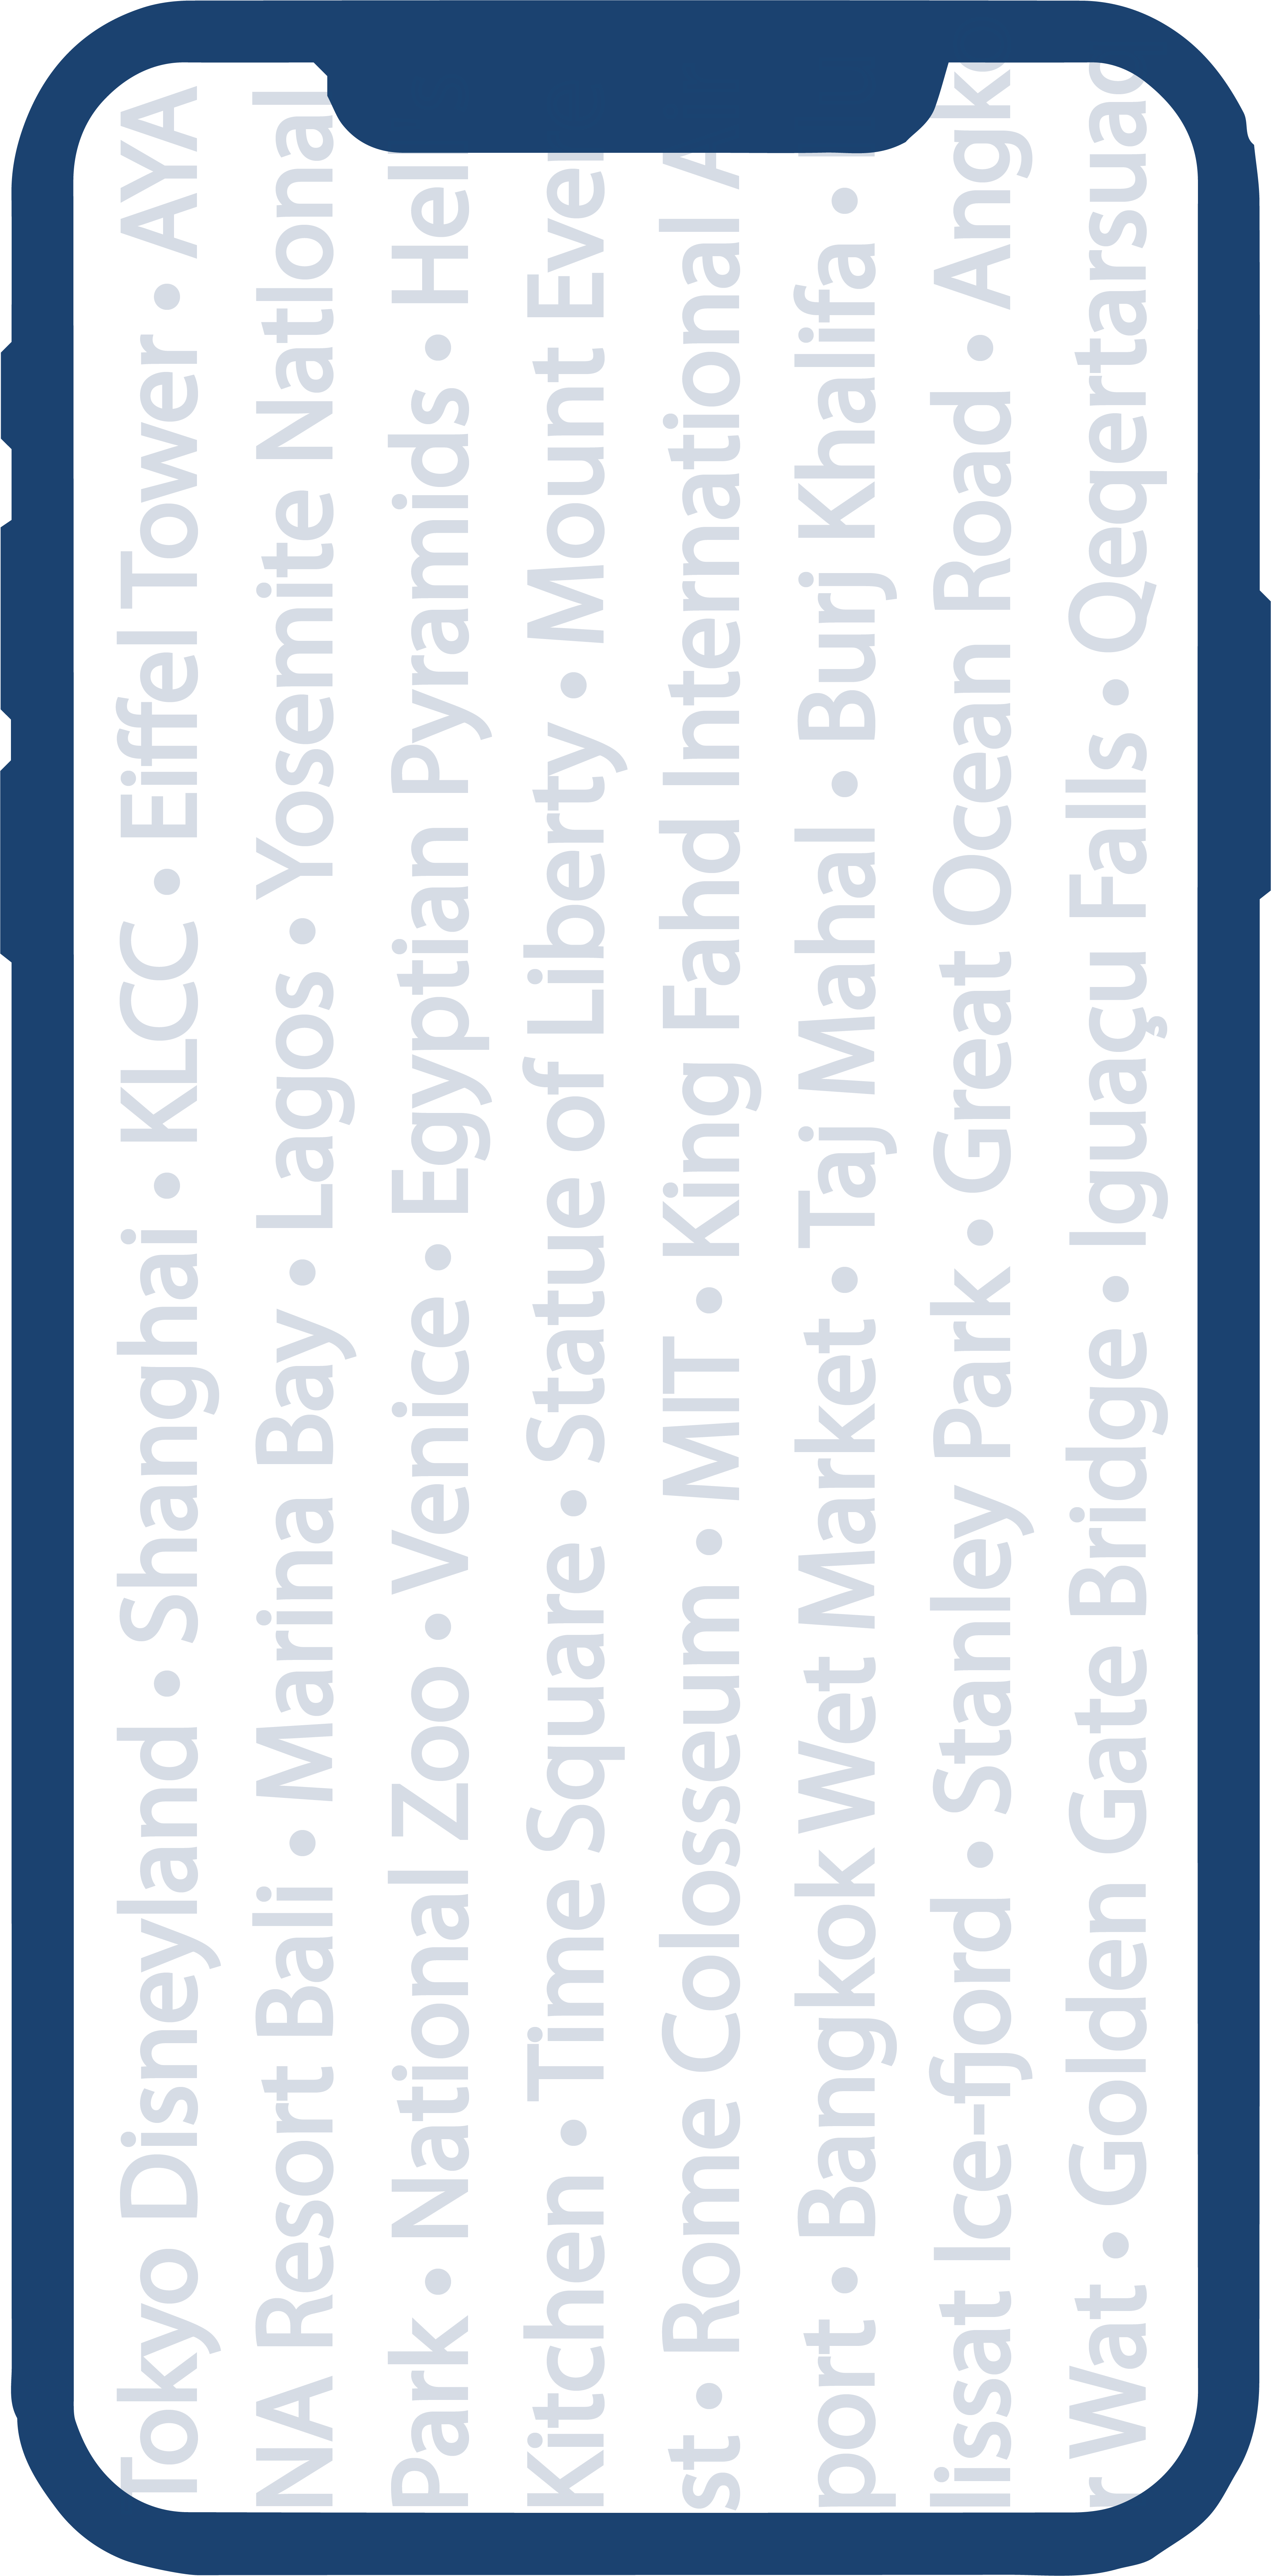 Tokyo Disneyland • Shanghai • KLCC • Eiffel Tower • AYA
NA Resort Bali • Marina Bay • Lagos • Yosemite National
Park • National Zoo • Venice • Egyptian Pyramids • Hel
Kitchen • Time Square • Statue of Liberty • Mount Ever
st • Rome Colosseum • MIT • King Fahd International A
port • Bangkok Wet Market • Taj Mahal • Burj Khalifa •
lissat Ice-fjord • Stanley Park • Great Ocean Road • Angko
r Wat • Golden Gate Bridge • Iguaçu Falls • Qeqertarsuac